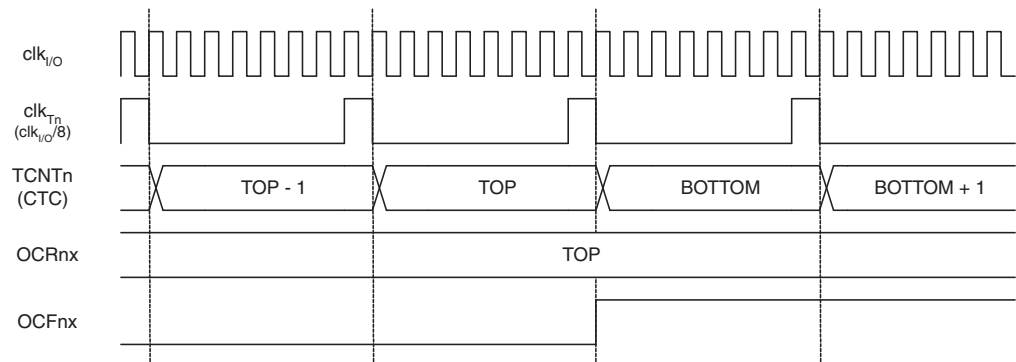 clkI/O
clkTn
(clkI/O/8)
TCNTn
(CTC)
TOP - 1
TOP
BOTTOM
BOTTOM + 1
OCRnx
TOP
OCFnx